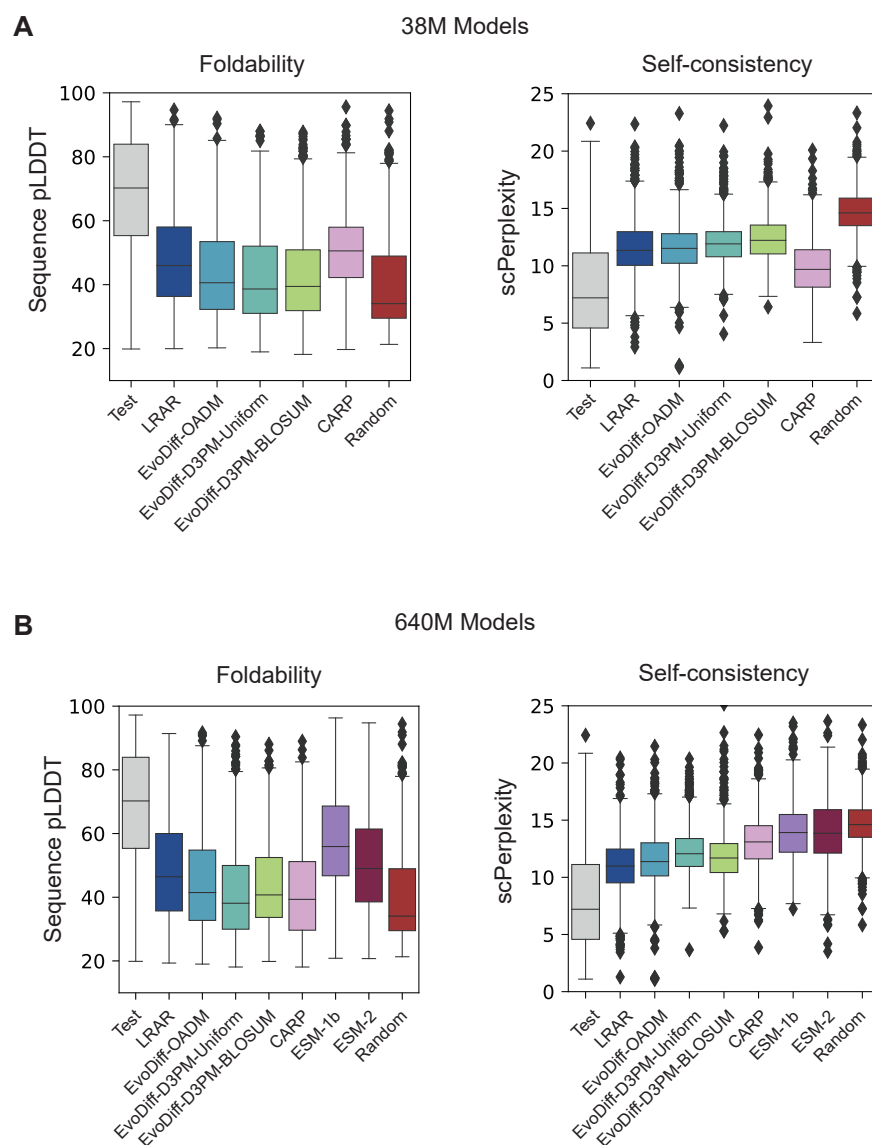 A
38M Models
Foldability
Self-consistency
Sequence pLDDT
100
80
60
40
20
Test
LRAR
EvoDiff-OADM
EvoDiff-D3PM-Uniform
EvoDiff-D3PM-BLOSUM
CARP
Random
scPerplexity
25
20
15
10
5
0
Test
LRAR
EvoDiff-OADM
EvoDiff-D3PM-Uniform
EvoDiff-D3PM-BLOSUM
CARP
Random
B
640M Models
Foldability
Self-consistency
Sequence pLDDT
100
80
60
40
20
Test
LRAR
EvoDiff-OADM
EvoDiff-D3PM-Uniform
EvoDiff-D3PM-BLOSUM
CARP
ESM-1b
ESM-2
Random
scPerplexity
25
20
15
10
5
0
Test
LRAR
EvoDiff-OADM
EvoDiff-D3PM-Uniform
EvoDiff-D3PM-BLOSUM
CARP
ESM-1b
ESM-2
Random